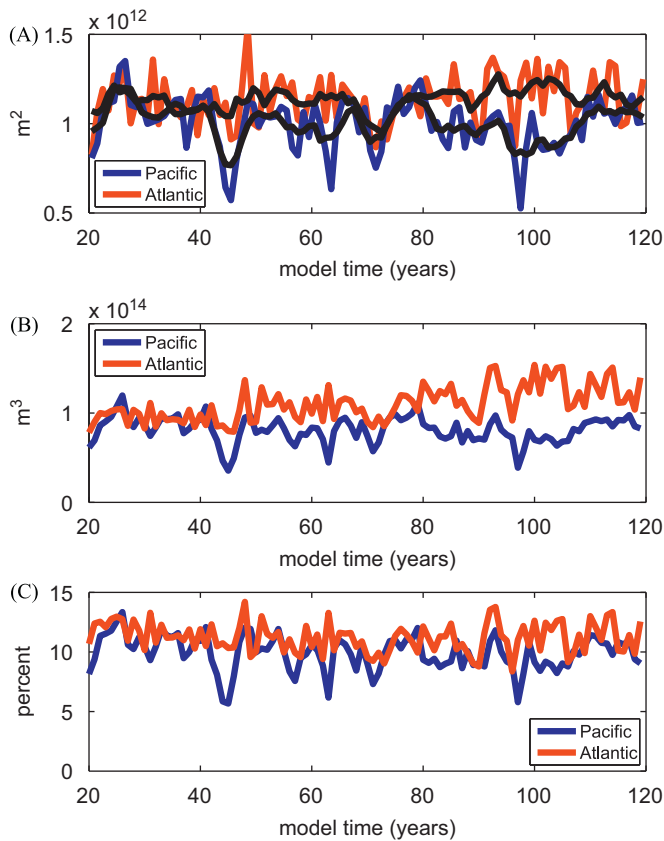 (A)
x 10^12
1.5
1
0.5
m^2
Pacific
Atlantic
20 40 60 80 100 120
model time (years)
(B)
x 10^14
2
1
0
m^3
Pacific
Atlantic
20 40 60 80 100 120
model time (years)
(C)
15
10
5
0
percent
Pacific
Atlantic
20 40 60 80 100 120
model time (years)